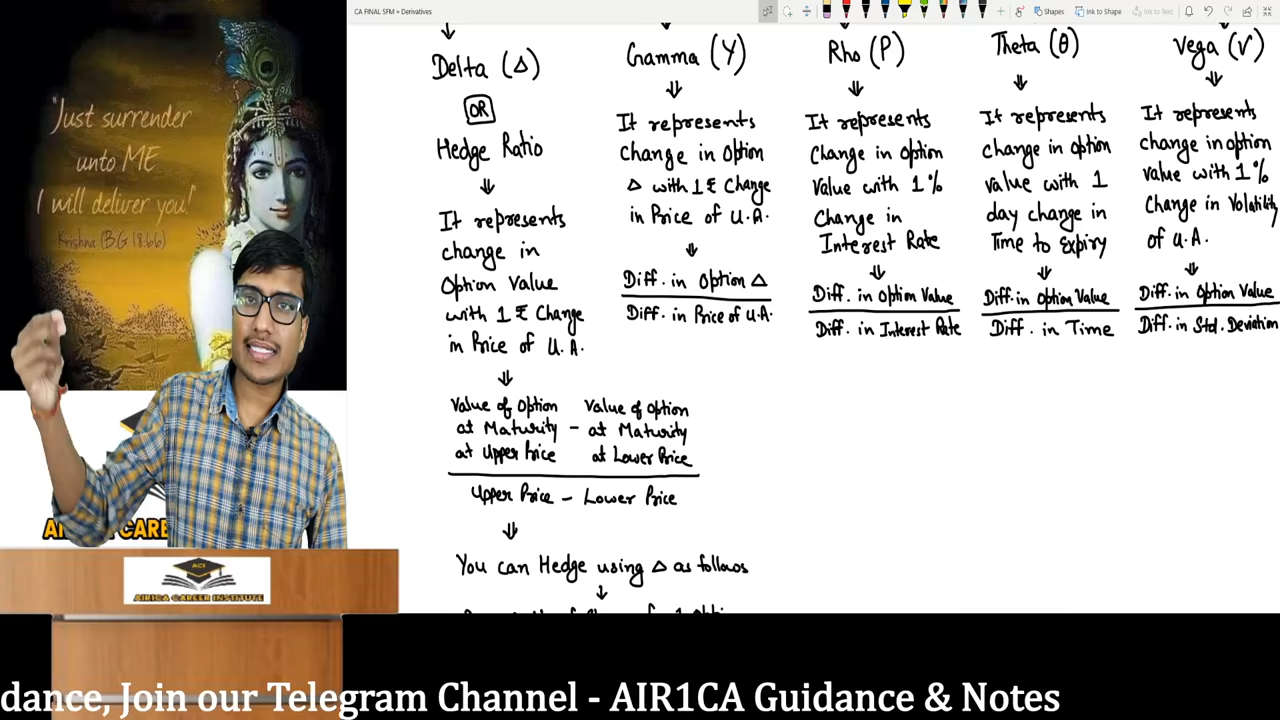 CA FINAL SFM » Derivatives
Shapes
Ink to Shape
Ink to Text
"Just surrender
unto ME
I will deliver you!"
- Krishna (BG 18:66)
Delta (Δ)
OR
Hedge Ratio
It represents
change in
Option Value
with 1 ₹ Change
in Price of U.A.
Value of Option
at Maturity
at Upper Price
–
Value of Option
at Maturity
at Lower Price
Upper Price – Lower Price
You can Hedge using Δ as follows
Gamma (γ)
It represents
Change in Option
Δ with 1 ₹ Change
in Price of U.A.
Diff. in Option Δ
Diff. in Price of U.A.
Rho (P)
It represents
Change in option
Value with 1%
Change in
Interest Rate
Diff. in Option Value
Diff. in Interest Rate
Theta (θ)
It represents
change in option
value with 1
day change in
Time to Expiry
Diff. in Option Value
Diff. in Time
Vega (V)
It represents
change in option
value with 1%
Change in Volatility
of U.A.
Diff. in Option Value
Diff. in Std. Deviation
ACI
AIR1CA CAREER INSTITUTE
dance, Join our Telegram Channel - AIR1CA Guidance & Notes